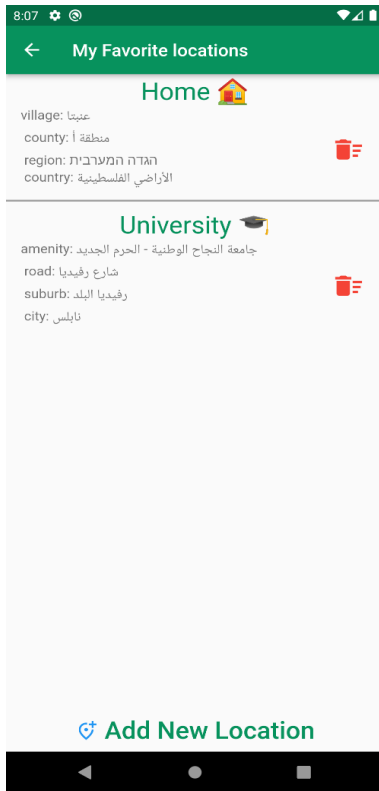 8:07
My Favorite locations
Home 🏠
village: عنبتا
county: منطقة أ
region: הגדה המערבית
country: الأراضي الفلسطينية
University 🎓
amenity: جامعة النجاح الوطنية - الحرم الجديد
road: شارع رفيديا
suburb: رفيديا البلد
city: نابلس
Add New Location